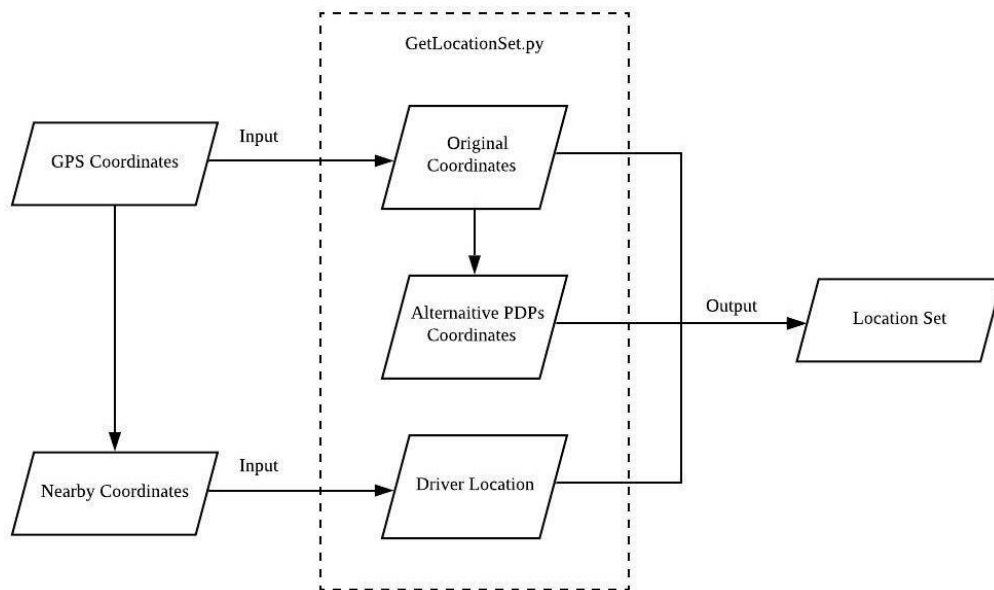 GetLocationSet.py
GPS Coordinates
Input
Original
Coordinates
Alternaitive PDPs
Coordinates
Output
Location Set
Nearby Coordinates
Input
Driver Location